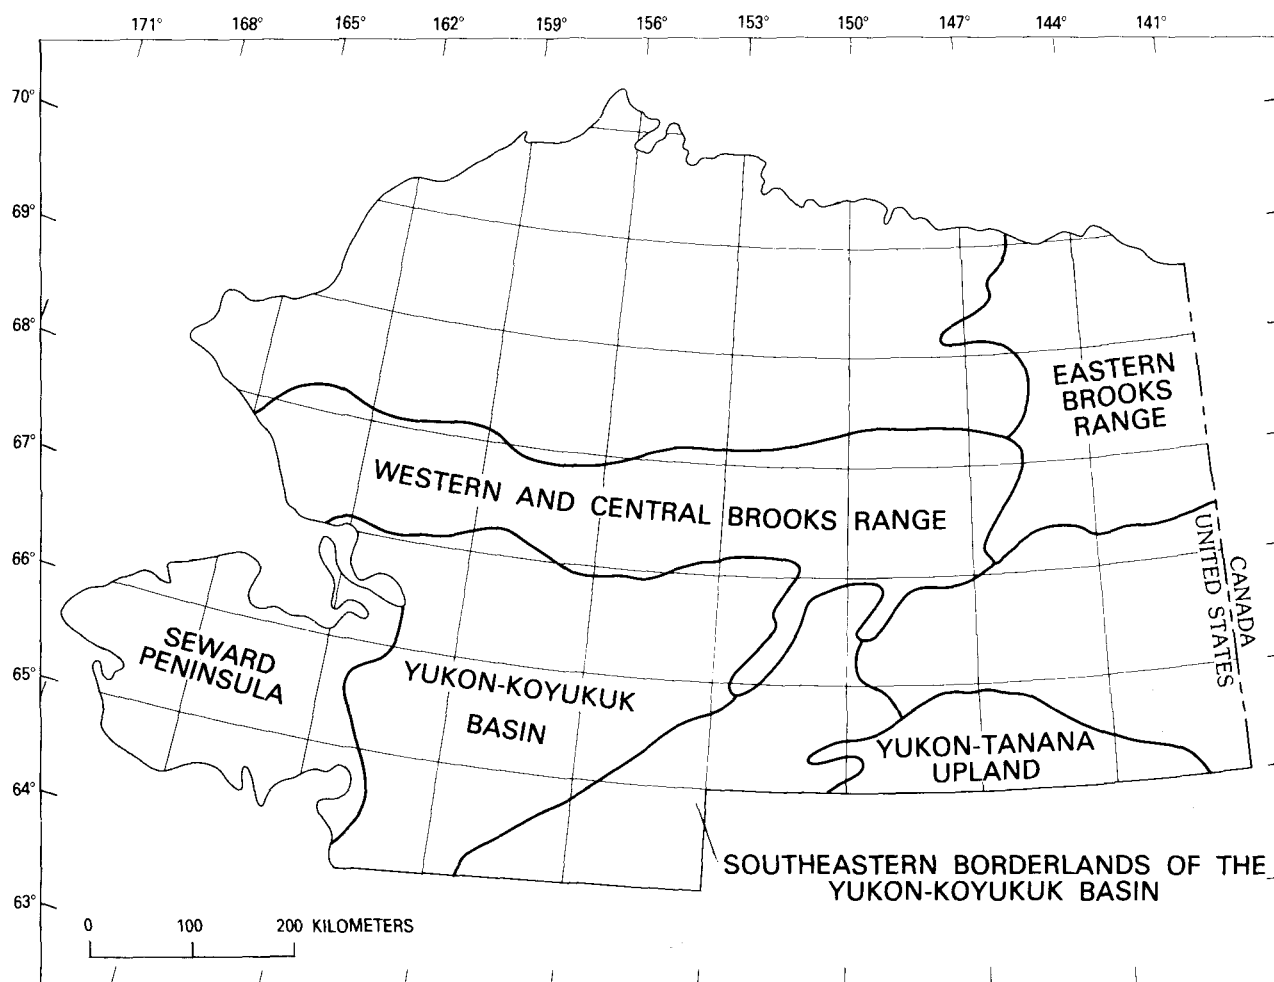 171° 168° 165° 162° 159° 156° 153° 150° 147° 144° 141°
70°
69°
68°
67°
66°
65°
64°
63°
EASTERN
BROOKS
RANGE
WESTERN AND CENTRAL BROOKS RANGE
CANADA
UNITED STATES
SEWARD
PENINSULA
YUKON-KOYUKUK
BASIN
YUKON-TANANA
UPLAND
SOUTHEASTERN BORDERLANDS OF THE
YUKON-KOYUKUK BASIN
0 100 200 KILOMETERS